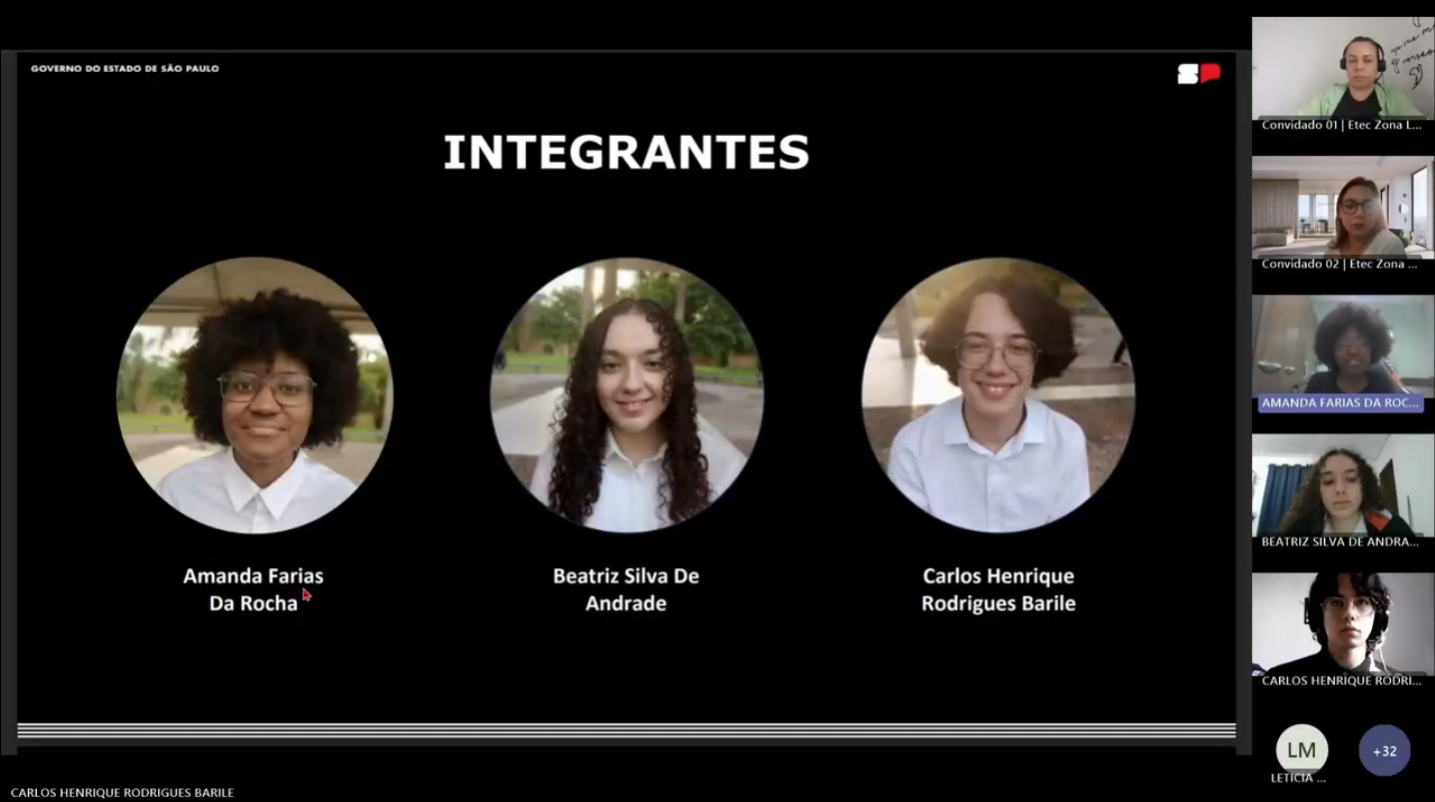 GOVERNO DO ESTADO DE SÃO PAULO
SP
INTEGRANTES
Amanda Farias
Da Rocha
Beatriz Silva De
Andrade
Carlos Henrique
Rodrigues Barile
Convidado 01 | Etec Zona L...
Convidado 02 | Etec Zona ...
AMANDA FARIAS DA ROC...
BEATRIZ SILVA DE ANDRA...
CARLOS HENRIQUE RODRI...
LM
+32
LETICIA ...
CARLOS HENRIQUE RODRIGUES BARILE